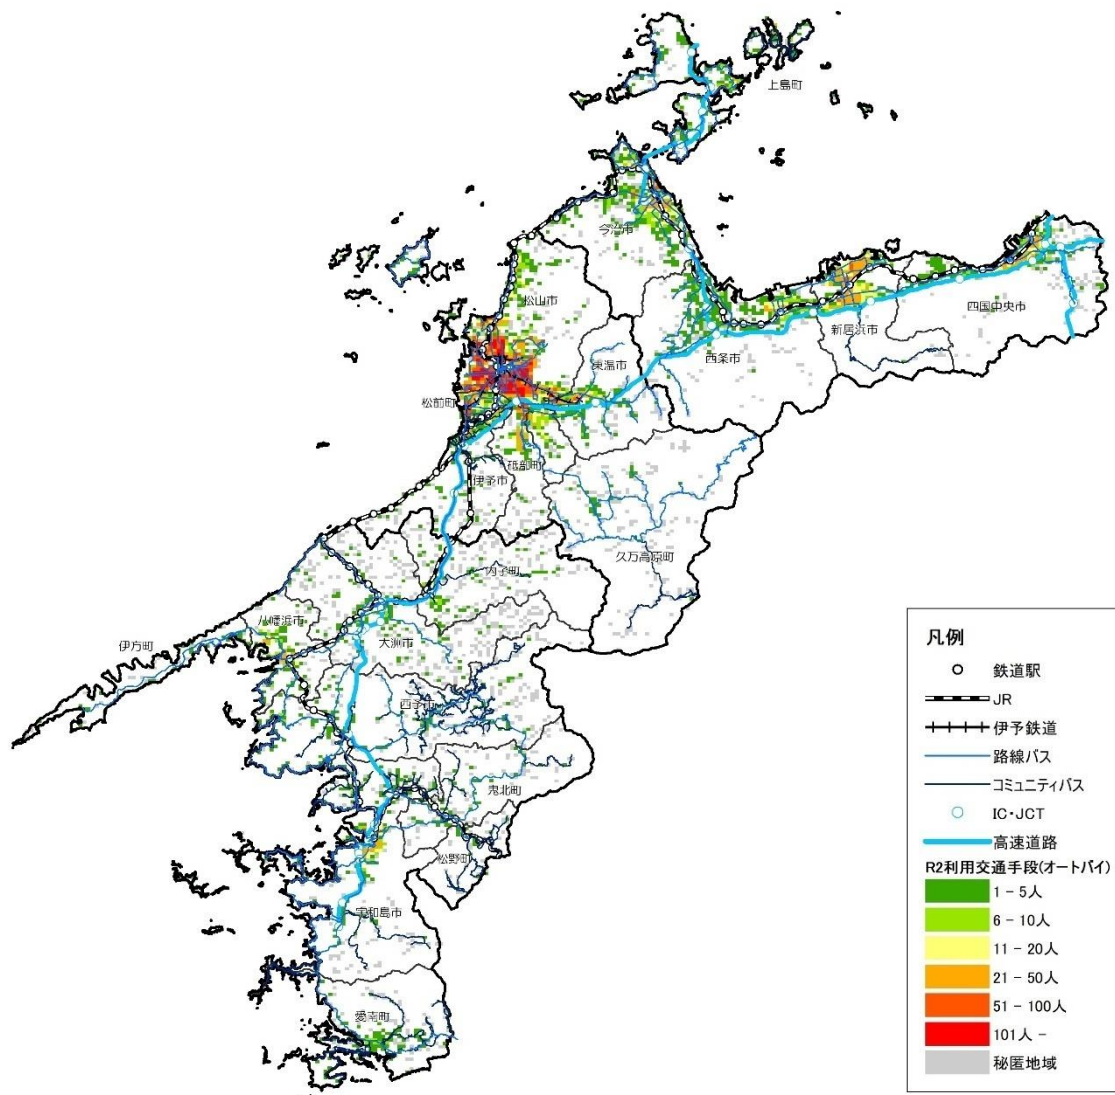 上島町
今治市
松山市
四国中央市
新居浜市
西条市
東温市
松前町
砥部町
伊予市
久万高原町
内子町
八幡浜市
伊方町
大洲市
西予市
鬼北町
松野町
宇和島市
愛南町
凡例
鉄道駅
JR
伊予鉄道
路線バス
コミュニティバス
IC・JCT
高速道路
R2利用交通手段(オートバイ)
1 - 5人
6 - 10人
11 - 20人
21 - 50人
51 - 100人
101人 -
秘匿地域